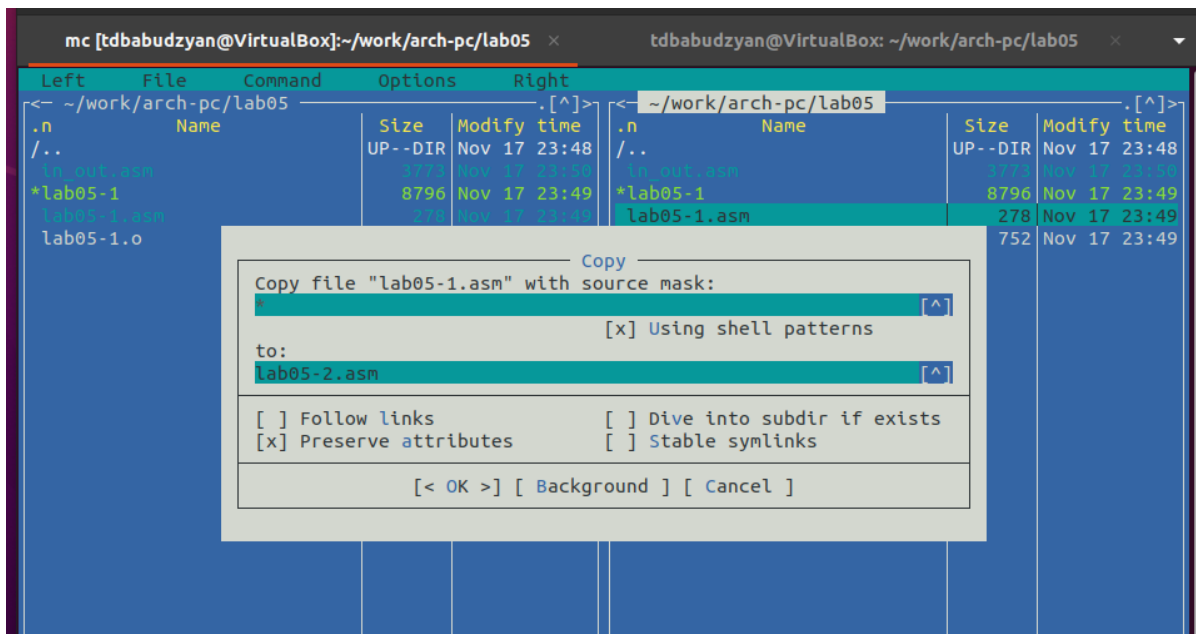 mc [tdbabudzyan@VirtualBox]:~/work/arch-pc/lab05 × tdbabudzyan@VirtualBox: ~/work/arch-pc/lab05 ×
Left File Command Options Right
<— ~/work/arch-pc/lab05 .[^]> <— ~/work/arch-pc/lab05 .[^]>
.n Name Size Modify time .n Name Size Modify time
/.. UP--DIR Nov 17 23:48 /.. UP--DIR Nov 17 23:48
in_out.asm 3773 Nov 17 23:50 in_out.asm 3773 Nov 17 23:50
*lab05-1 8796 Nov 17 23:49 *lab05-1 8796 Nov 17 23:49
lab05-1.asm 278 Nov 17 23:49 lab05-1.asm 278 Nov 17 23:49
lab05-1.o 752 Nov 17 23:49
Copy
Copy file "lab05-1.asm" with source mask:
* [^]
[x] Using shell patterns
to:
lab05-2.asm [^]
[ ] Follow links [ ] Dive into subdir if exists
[x] Preserve attributes [ ] Stable symlinks
[< OK >] [ Background ] [ Cancel ]